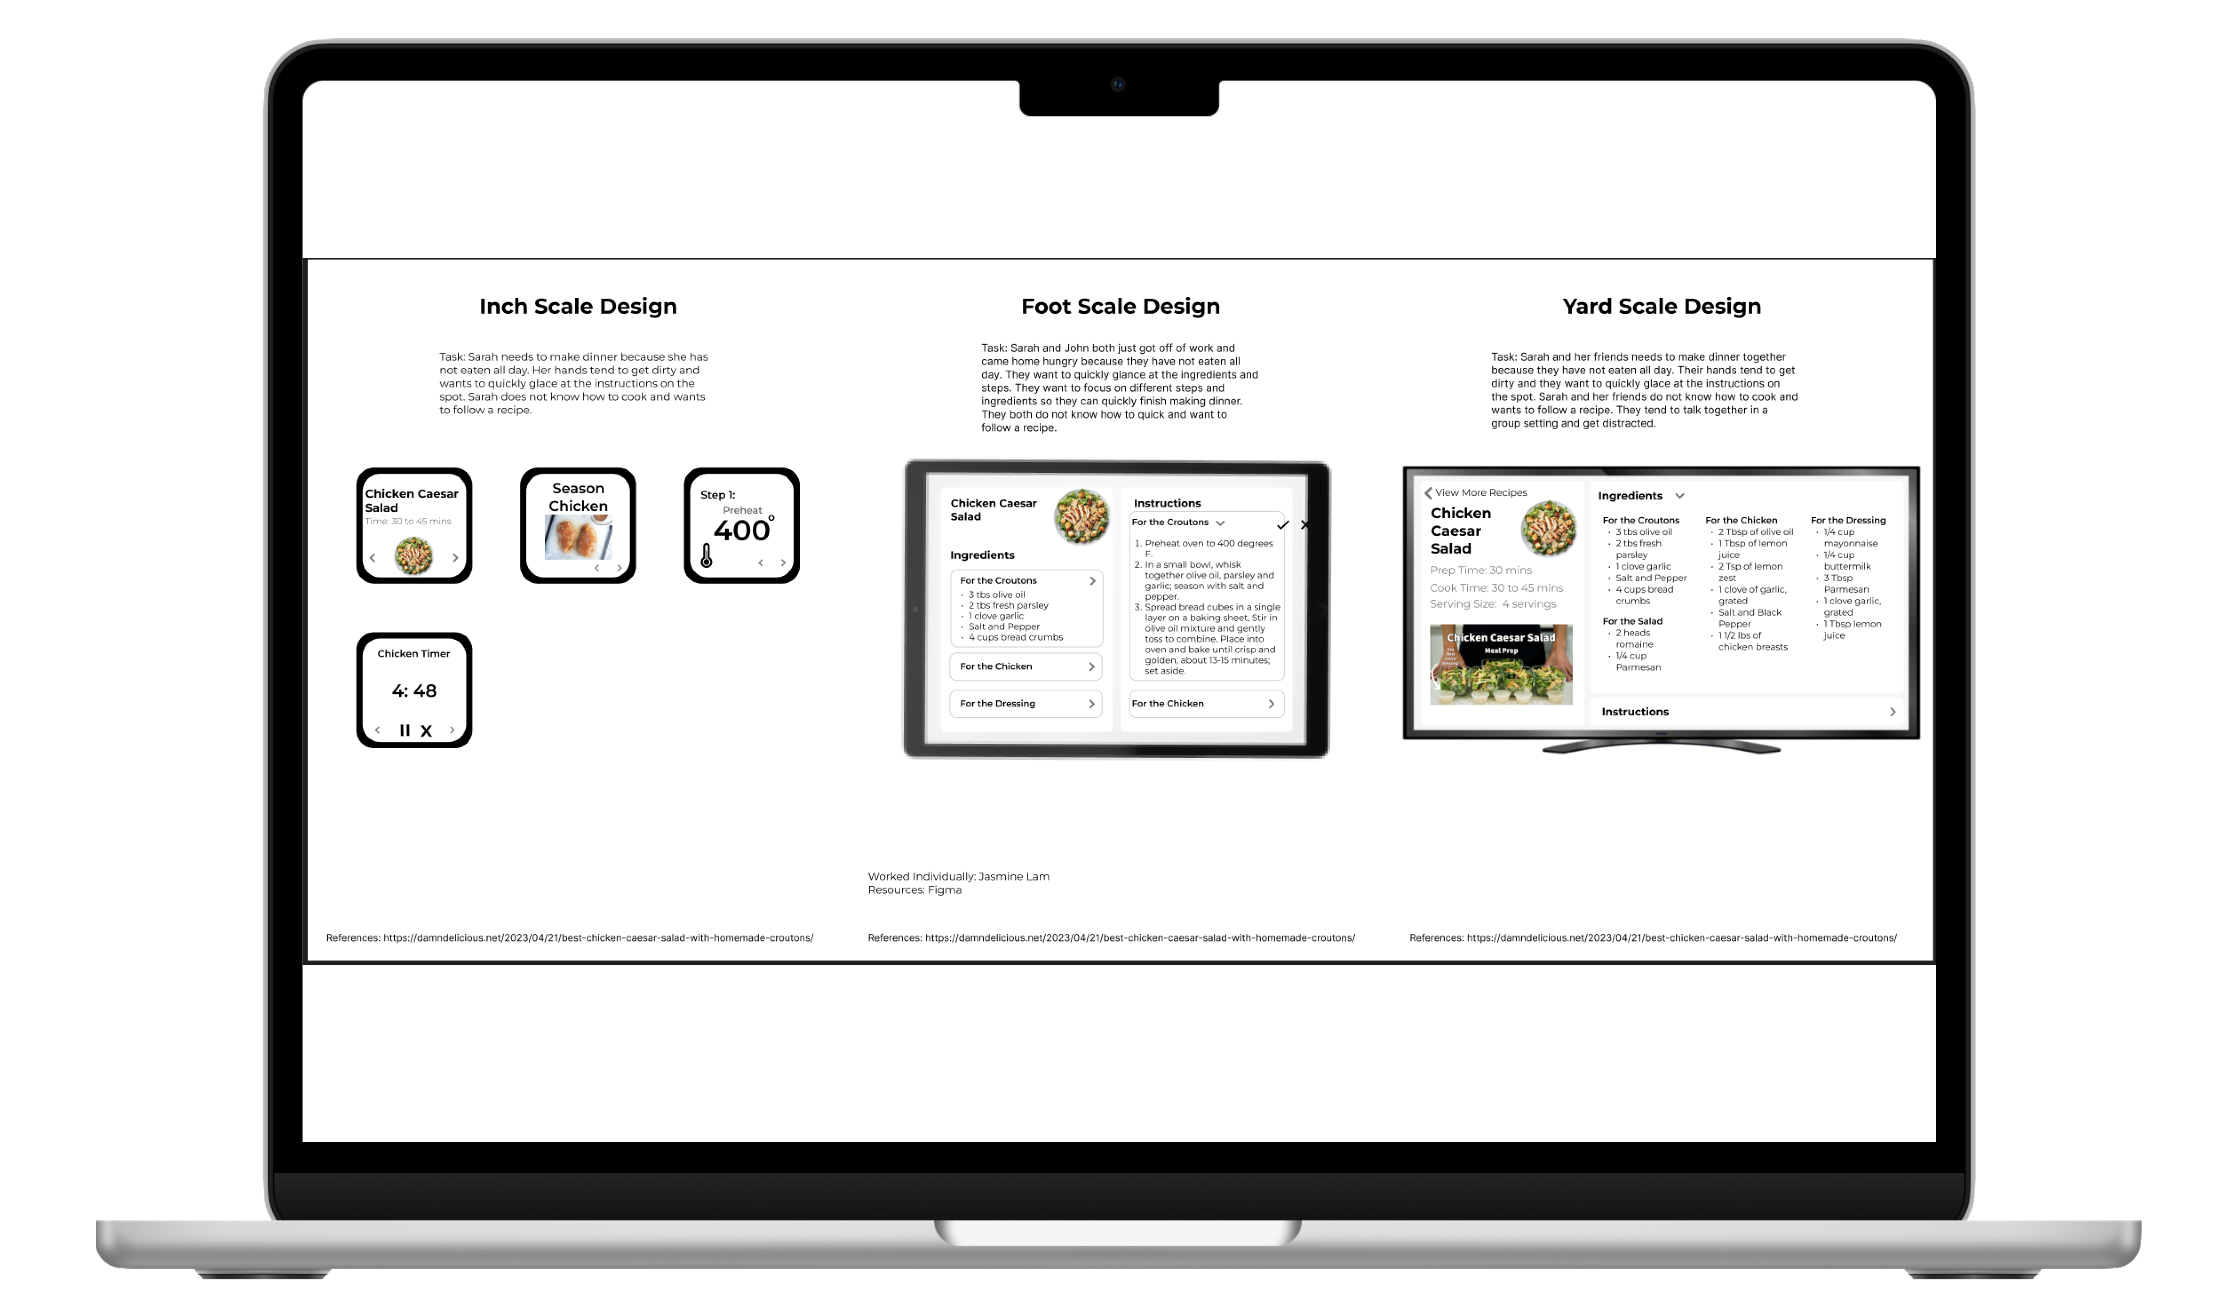 Inch Scale Design
Task: Sarah needs to make dinner because she has
not eaten all day. Her hands tend to get dirty and
wants to quickly glace at the instructions on the
spot. Sarah does not know how to cook and wants
to follow a recipe.
Chicken Caesar
Salad
Time: 30 to 45 mins
Season
Chicken
Step 1:
Preheat
400°
Chicken Timer
4: 48
X
References: https://damndelicious.net/2023/04/21/best-chicken-caesar-salad-with-homemade-croutons/
Foot Scale Design
Task: Sarah and John both just got off of work and
came home hungry because they have not eaten all
day. They want to quickly glance at the ingredients and
steps. They want to focus on different steps and
ingredients so they can quickly finish making dinner.
They both do not know how to quick and want to
follow a recipe.
Chicken Caesar
Salad
Ingredients
For the Croutons
· 3 tbs olive oil
· 2 tbs fresh parsley
· 1 clove garlic
· Salt and Pepper
· 4 cups bread crumbs
For the Chicken
For the Dressing
Instructions
For the Croutons
1. Preheat oven to 400 degrees
F.
2. In a small bowl, whisk
together olive oil, parsley and
garlic; season with salt and
pepper.
3. Spread bread cubes in a single
layer on a baking sheet, Stir in
olive oil mixture and gently
toss to combine. Place into
oven and bake until crisp and
golden, about 13-15 minutes;
set aside.
For the Chicken
Worked Individually: Jasmine Lam
Resources: Figma
References: https://damndelicious.net/2023/04/21/best-chicken-caesar-salad-with-homemade-croutons/
Yard Scale Design
Task: Sarah and her friends needs to make dinner together
because they have not eaten all day. Their hands tend to get
dirty and they want to quickly glace at the instructions on
the spot. Sarah and her friends do not know how to cook and
wants to follow a recipe. They tend to talk together in a
group setting and get distracted.
View More Recipes
Chicken
Caesar
Salad
Prep Time: 30 mins
Cook Time: 30 to 45 mins
Serving Size: 4 servings
Chicken Caesar Salad
Meal Prep
Ingredients
For the Croutons
· 3 tbs olive oil
· 2 tbs fresh
parsley
· 1 clove garlic
· Salt and Pepper
· 4 cups bread
crumbs
For the Salad
· 2 heads
romaine
· 1/4 cup
Parmesan
For the Chicken
· 2 Tbsp of olive oil
· 1 Tbsp of lemon
juice
· 2 Tsp of lemon
zest
· 1 clove of garlic,
grated
· Salt and Black
Pepper
· 1 1/2 lbs of
chicken breasts
For the Dressing
· 1/4 cup
mayonnaise
· 1/4 cup
buttermilk
· 3 Tbsp
Parmesan
· 1 clove garlic,
grated
· 1 Tbsp lemon
juice
Instructions
References: https://damndelicious.net/2023/04/21/best-chicken-caesar-salad-with-homemade-croutons/